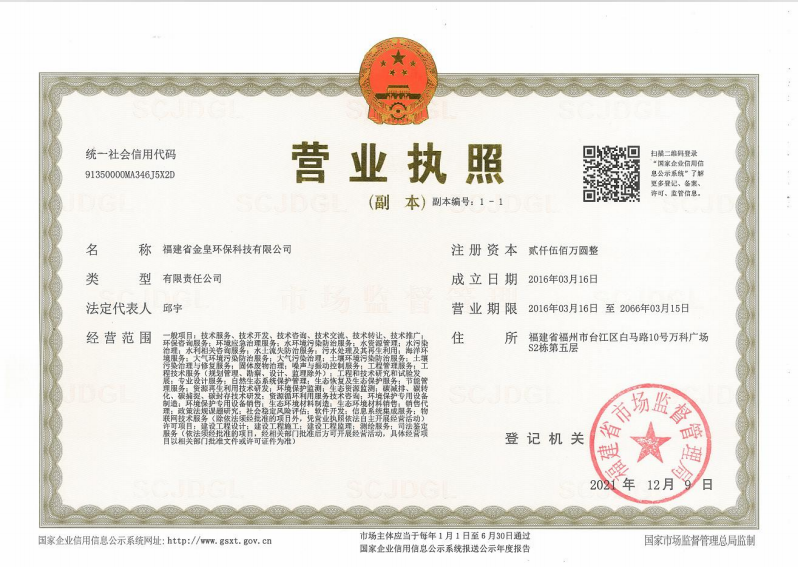 统一社会信用代码
91350000MA346J5X2D
营业执照
(副 本) 副本编号：1-1
扫描二维码登录
“国家企业信用信
息公示系统”了解
更多登记、备案、
许可、监管信息。
名 称 福建省金皇环保科技有限公司
类 型 有限责任公司
法定代表人 邱宇
经营范围 一般项目：技术服务、技术开发、技术咨询、技术交流、技术转让、技术推广；
环保咨询服务；环境应急治理服务；水环境污染防治服务；水资源管理；水污染
治理；水利相关咨询服务；水土流失防治服务；污水处理及其再生利用；海洋环
境服务；大气环境污染防治服务；大气污染治理；土壤环境污染防治服务；土壤
污染治理与修复服务；固体废物治理；噪声与振动控制服务；工程管理服务；工
程技术服务（规划管理、勘察、设计、监理除外）；工程和技术研究和试验发
展；专业设计服务；自然生态系统保护管理；生态恢复及生态保护服务；节能管
理服务；资源再生利用技术研发；环境保护监测；生态资源监测；碳减排、碳转
化、碳捕捉、碳封存技术研发；资源循环利用服务技术咨询；环境保护专用设备
制造；环境保护专用设备销售；生态环境材料制造；生态环境材料销售；销售代
理；政策法规课题研究；社会稳定风险评估；软件开发；信息系统集成服务；物
联网技术服务（除依法须经批准的项目外，凭营业执照依法自主开展经营活动）
许可项目：建设工程设计；建设工程施工；建设工程监理；测绘服务；司法鉴定
服务（依法须经批准的项目，经相关部门批准后方可开展经营活动，具体经营项
目以相关部门批准文件或许可证件为准）
注册资本 贰仟伍佰万圆整
成立日期 2016年03月16日
营业期限 2016年03月16日 至 2066年03月15日
住 所 福建省福州市台江区白马路10号万科广场
S2栋第五层
登记机关
福建省市场监督管理局
2021 年 12 月 9 日
国家企业信用信息公示系统网址：http://www.gsxt.gov.cn
市场主体应当于每年1月1日至6月30日通过
国家企业信用信息公示系统报送公示年度报告
国家市场监督管理总局监制